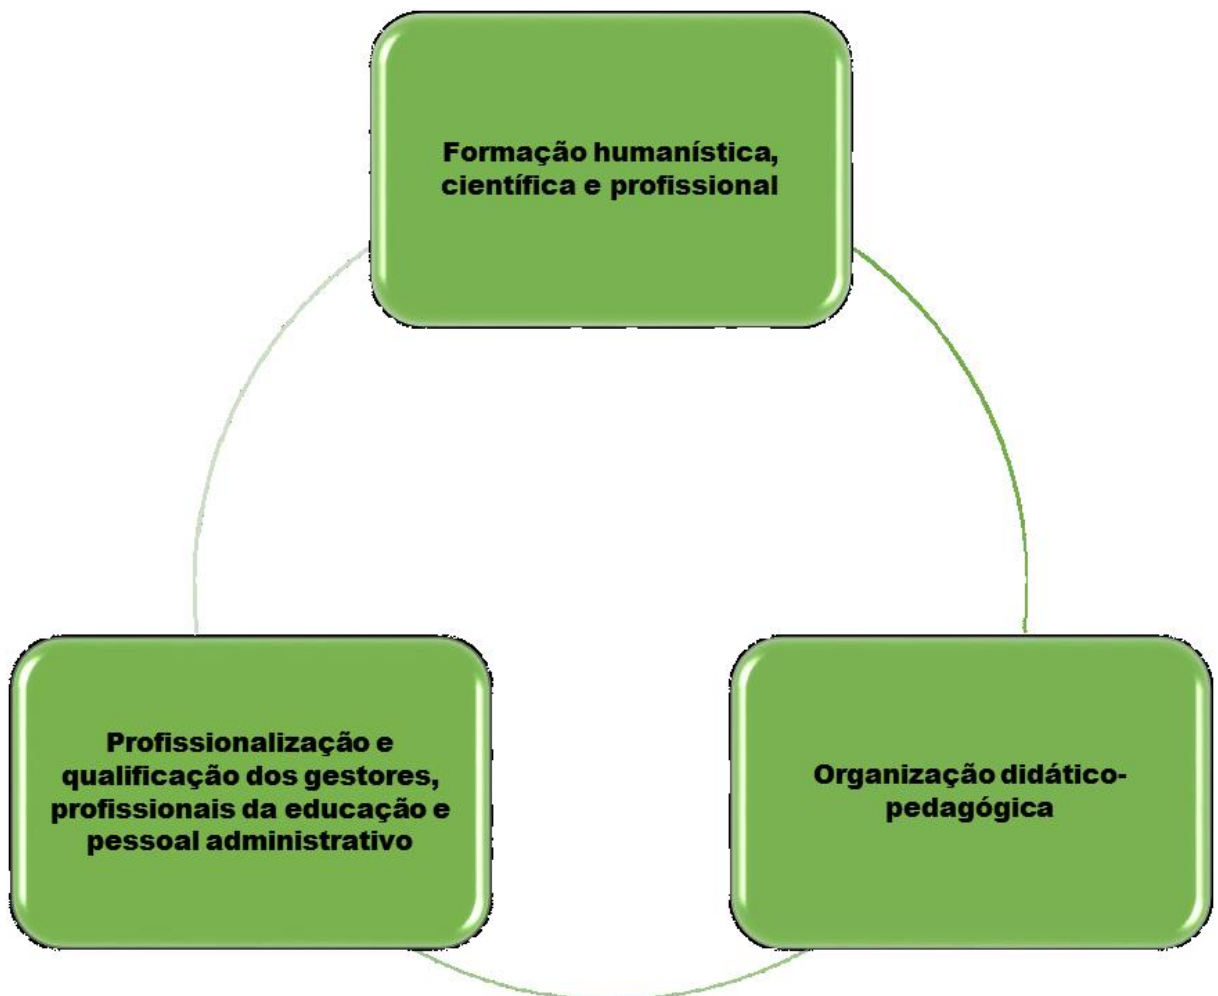 Formação humanística,
científica e profissional
Profissionalização e
qualificação dos gestores,
profissionais da educação e
pessoal administrativo
Organização didático-
pedagógica